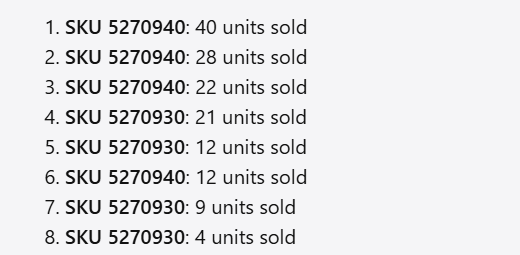 1. SKU 5270940: 40 units sold
2. SKU 5270940: 28 units sold
3. SKU 5270940: 22 units sold
4. SKU 5270930: 21 units sold
5. SKU 5270930: 12 units sold
6. SKU 5270940: 12 units sold
7. SKU 5270930: 9 units sold
8. SKU 5270930: 4 units sold